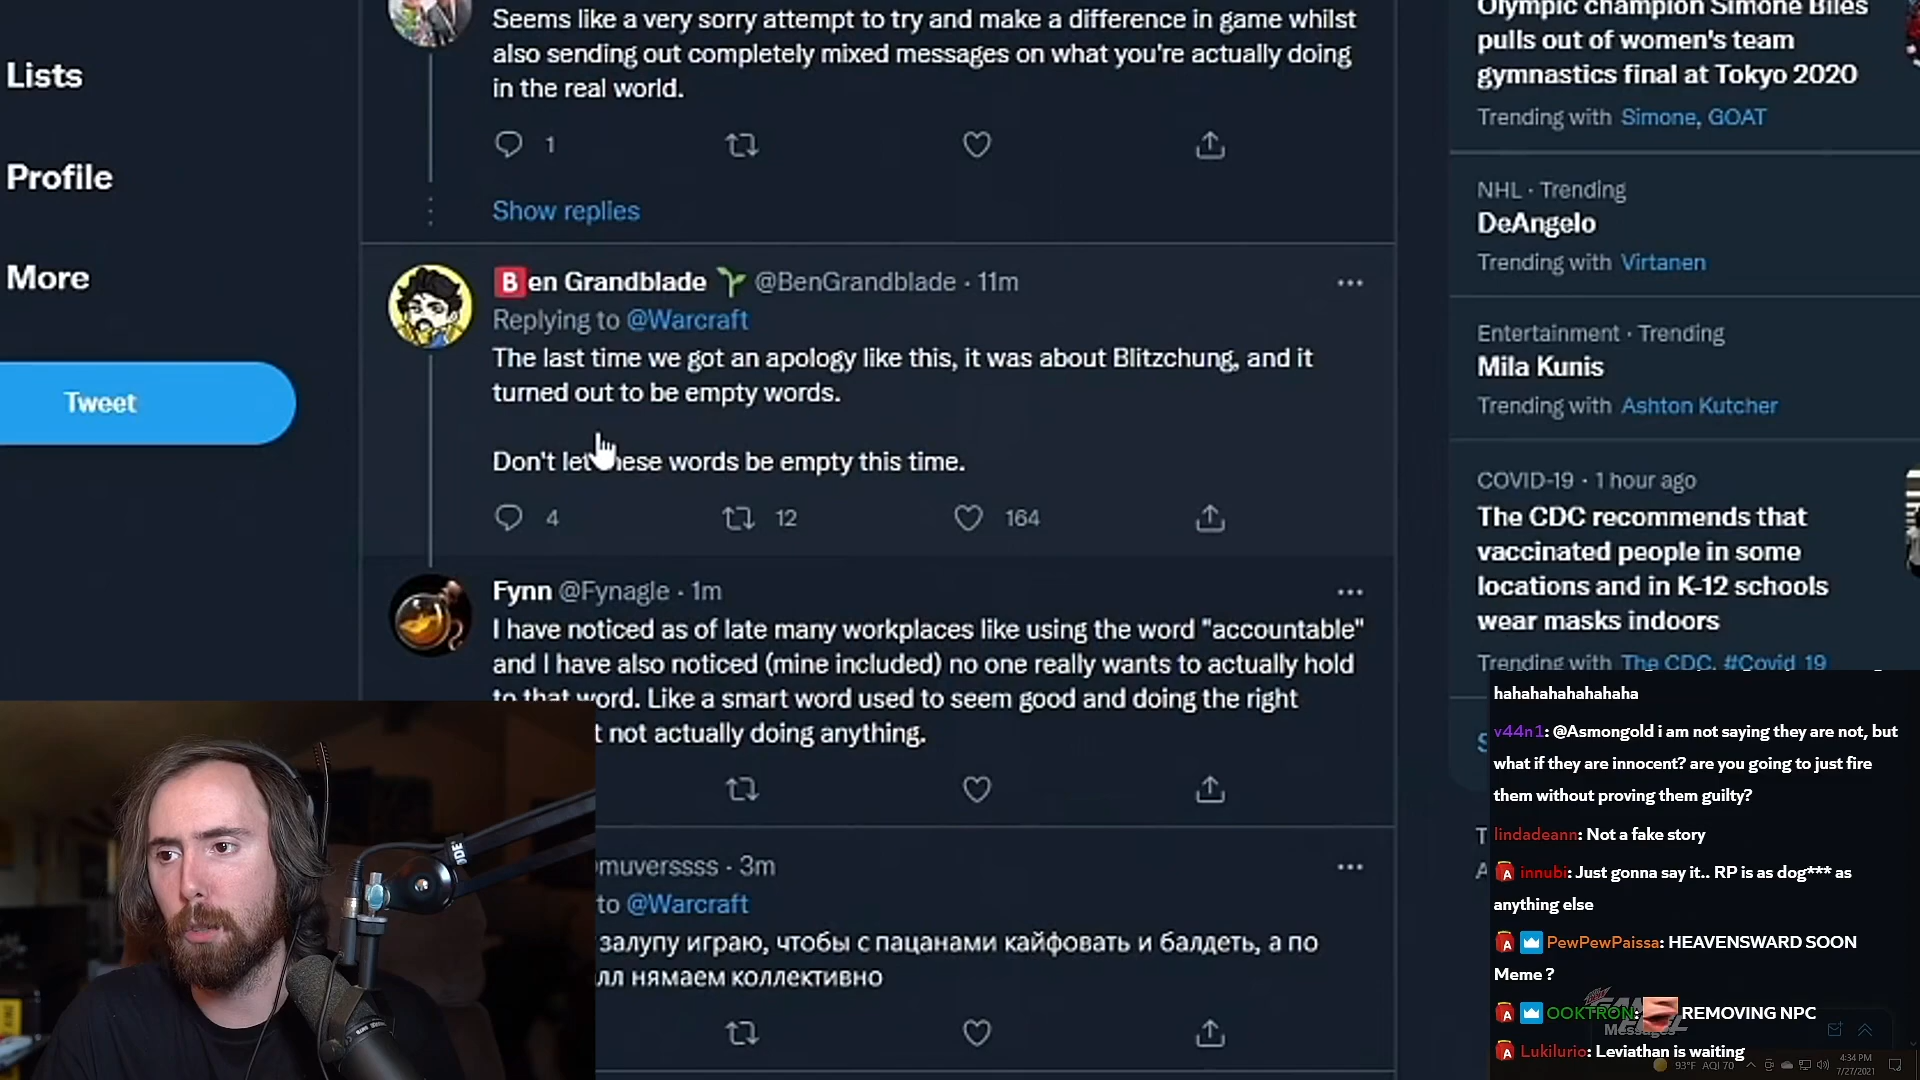 Lists
Profile
More
Tweet
Seems like a very sorry attempt to try and make a difference in game whilst
also sending out completely mixed messages on what you're actually doing
in the real world.
1
Show replies
Ben Grandblade @BenGrandblade · 11m
Replying to @Warcraft
The last time we got an apology like this, it was about Blitzchung, and it
turned out to be empty words.
Don't let these words be empty this time.
4 12 164
Fynn @Fynagle · 1m
I have noticed as of late many workplaces like using the word "accountable"
and I have also noticed (mine included) no one really wants to actually hold
to that word. Like a smart word used to seem good and doing the right
not actually doing anything.
muverssss · 3m
to @Warcraft
залупу играю, чтобы с пацанами кайфовать и балдеть, а по
нямаем коллективно
Olympic champion Simone Biles
pulls out of women's team
gymnastics final at Tokyo 2020
Trending with Simone, GOAT
NHL · Trending
DeAngelo
Trending with Virtanen
Entertainment · Trending
Mila Kunis
Trending with Ashton Kutcher
COVID-19 · 1 hour ago
The CDC recommends that
vaccinated people in some
locations and in K-12 schools
wear masks indoors
Trending with The CDC, #Covid_19
hahahahahahahaha
v44n1: @Asmongold i am not saying they are not, but
what if they are innocent? are you going to just fire
them without proving them guilty?
lindadeann: Not a fake story
innubi: Just gonna say it.. RP is as dog*** as
anything else
PewPewPaissa: HEAVENSWARD SOON
Meme ?
OOKTRON: REMOVING NPC
Messages
Lukilurio: Leviathan is waiting
93°F AQI 70
4:34 PM
7/27/2021